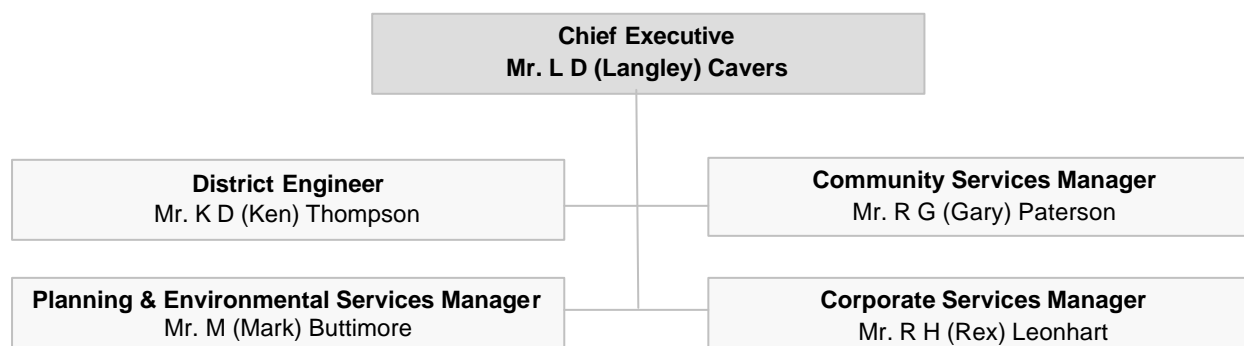 Chief Executive
Mr. L D (Langley) Cavers
District Engineer
Mr. K D (Ken) Thompson
Community Services Manager
Mr. R G (Gary) Paterson
Planning & Environmental Services Manager
Mr. M (Mark) Buttimore
Corporate Services Manager
Mr. R H (Rex) Leonhart